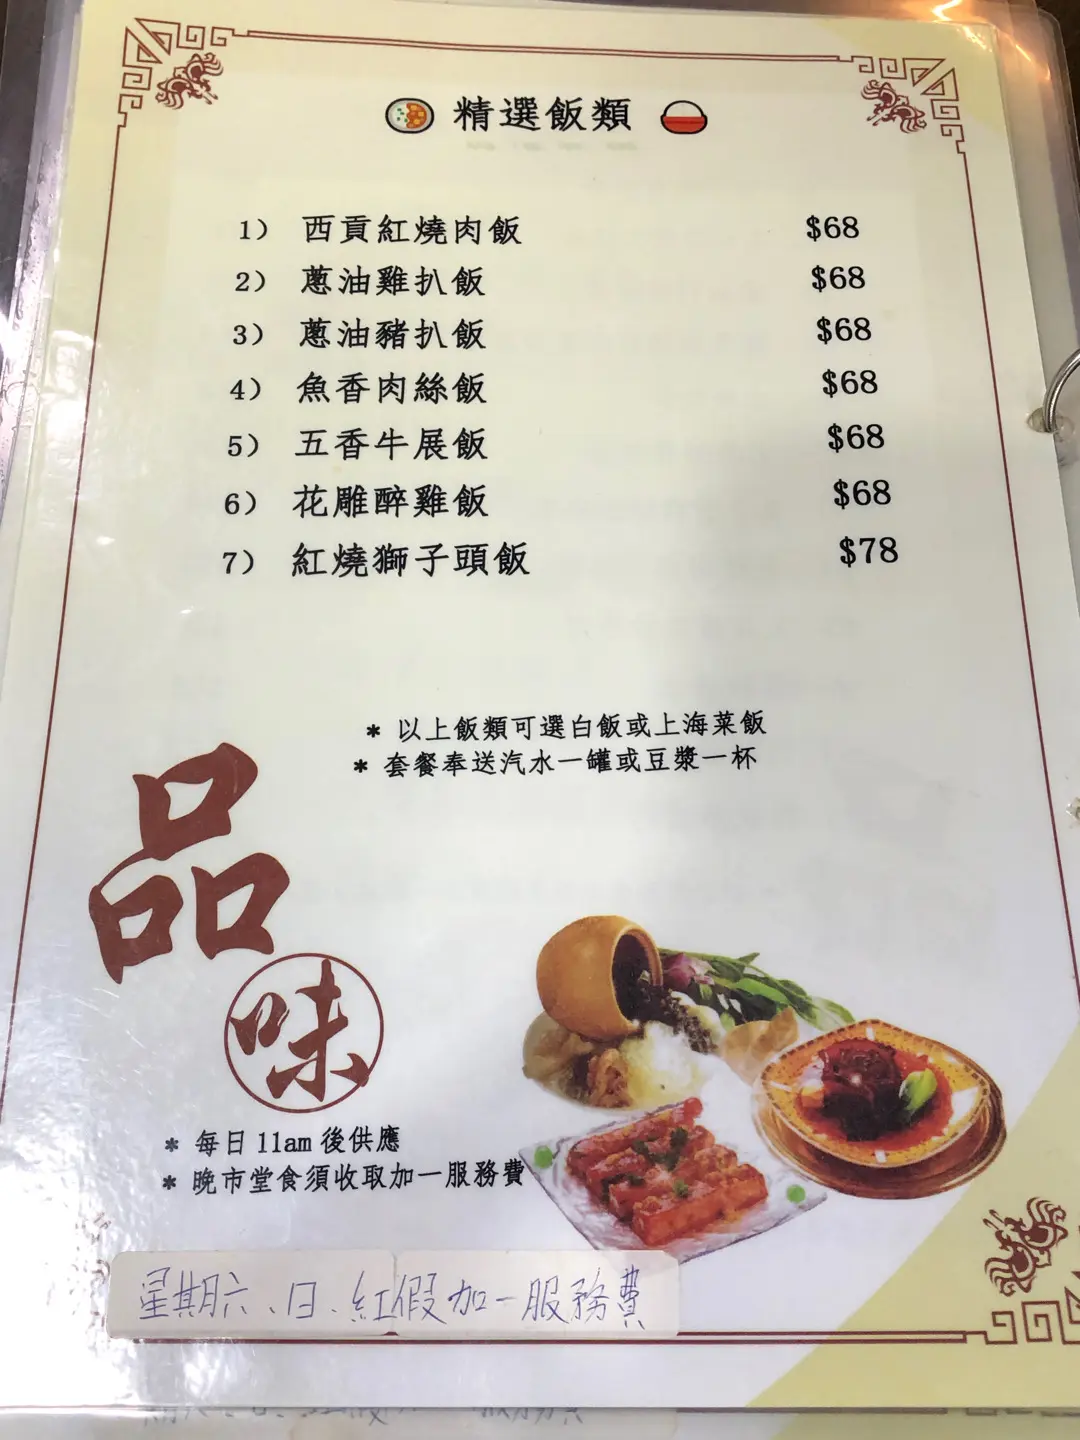 精選飯類
1) 西貢紅燒肉飯 $68
2) 蔥油雞扒飯 $68
3) 蔥油豬扒飯 $68
4) 魚香肉絲飯 $68
5) 五香牛展飯 $68
6) 花雕醉雞飯 $68
7) 紅燒獅子頭飯 $78
* 以上飯類可選白飯或上海菜飯
* 套餐奉送汽水一罐或豆漿一杯
品
味
* 每日 11am 後供應
* 晚市堂食須收取加一服務費
星期六、日、紅假加一服務費